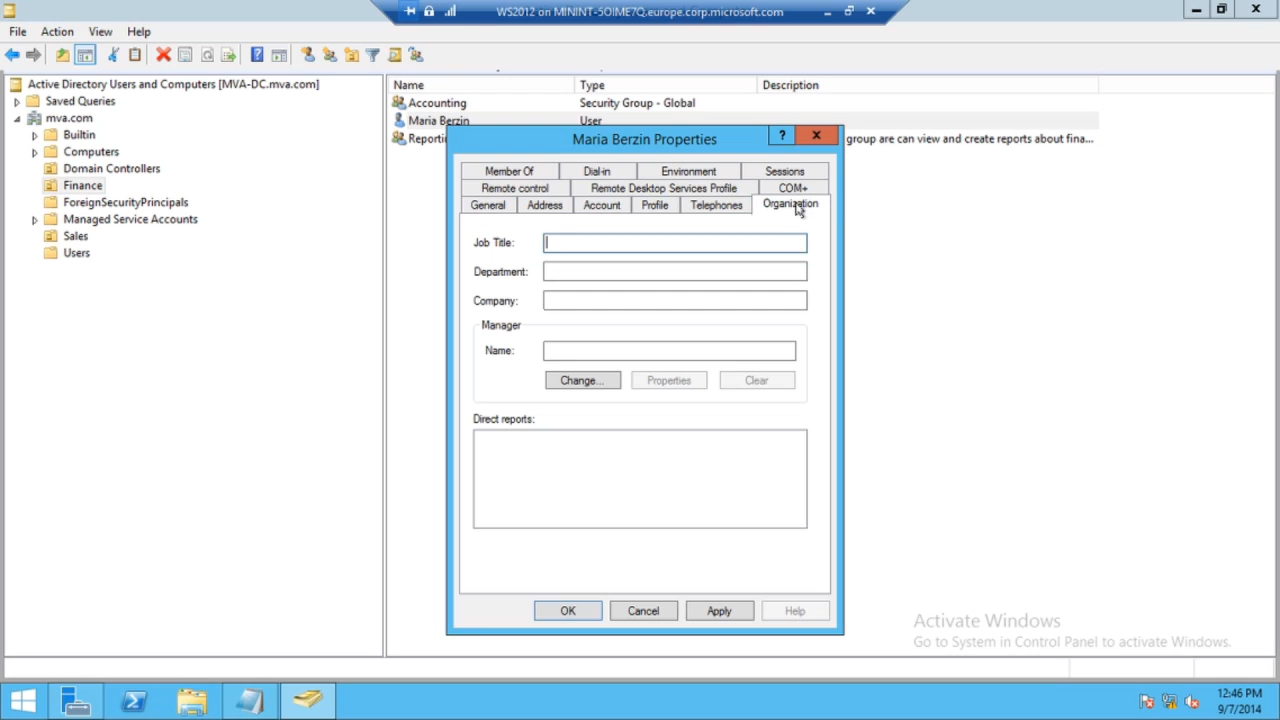 WS2012 on MININT-5OIME7Q.europe.corp.microsoft.com
File Action View Help
Active Directory Users and Computers [MVA-DC.mva.com]
Saved Queries
mva.com
Builtin
Computers
Domain Controllers
Finance
ForeignSecurityPrincipals
Managed Service Accounts
Sales
Users
Name Type Description
Accounting Security Group - Global
Maria Berzin User
Reporti group are can view and create reports about fina...
Maria Berzin Properties
?
Member Of Dial-in Environment Sessions
Remote control Remote Desktop Services Profile COM+
General Address Account Profile Telephones Organization
Job Title:
Department:
Company:
Manager
Name:
Change... Properties Clear
Direct reports:
OK Cancel Apply Help
Activate Windows
Go to System in Control Panel to activate Windows.
12:46 PM
9/7/2014